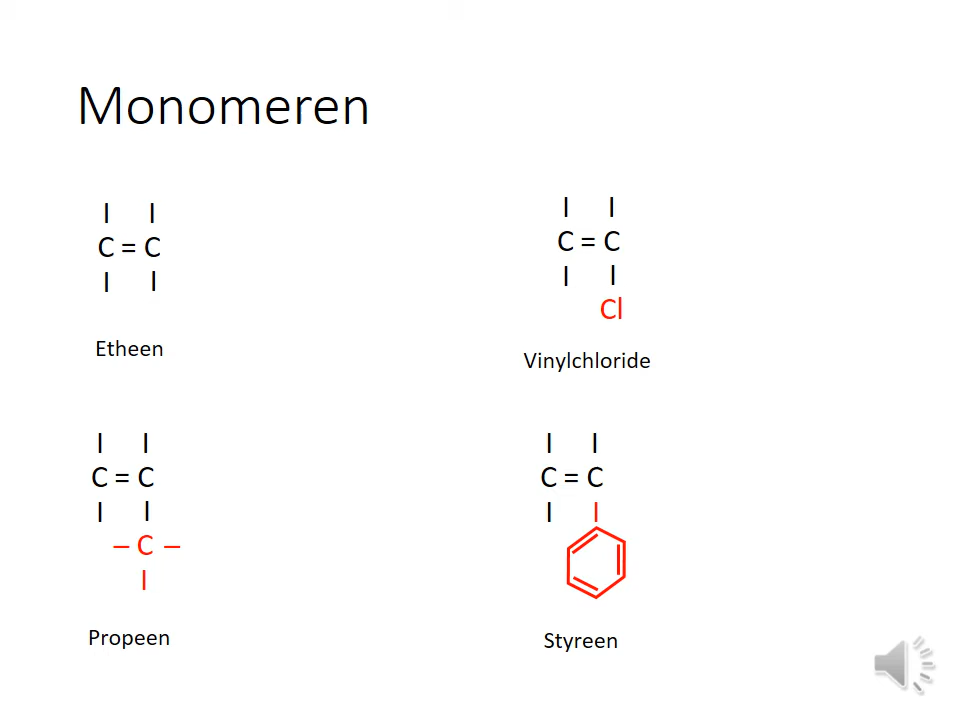 Monomeren
I I
C = C
I I
Etheen
I I
C = C
I I
Cl
Vinylchloride
I I
C = C
I I
– C –
I
Propeen
I I
C = C
I I
Styreen